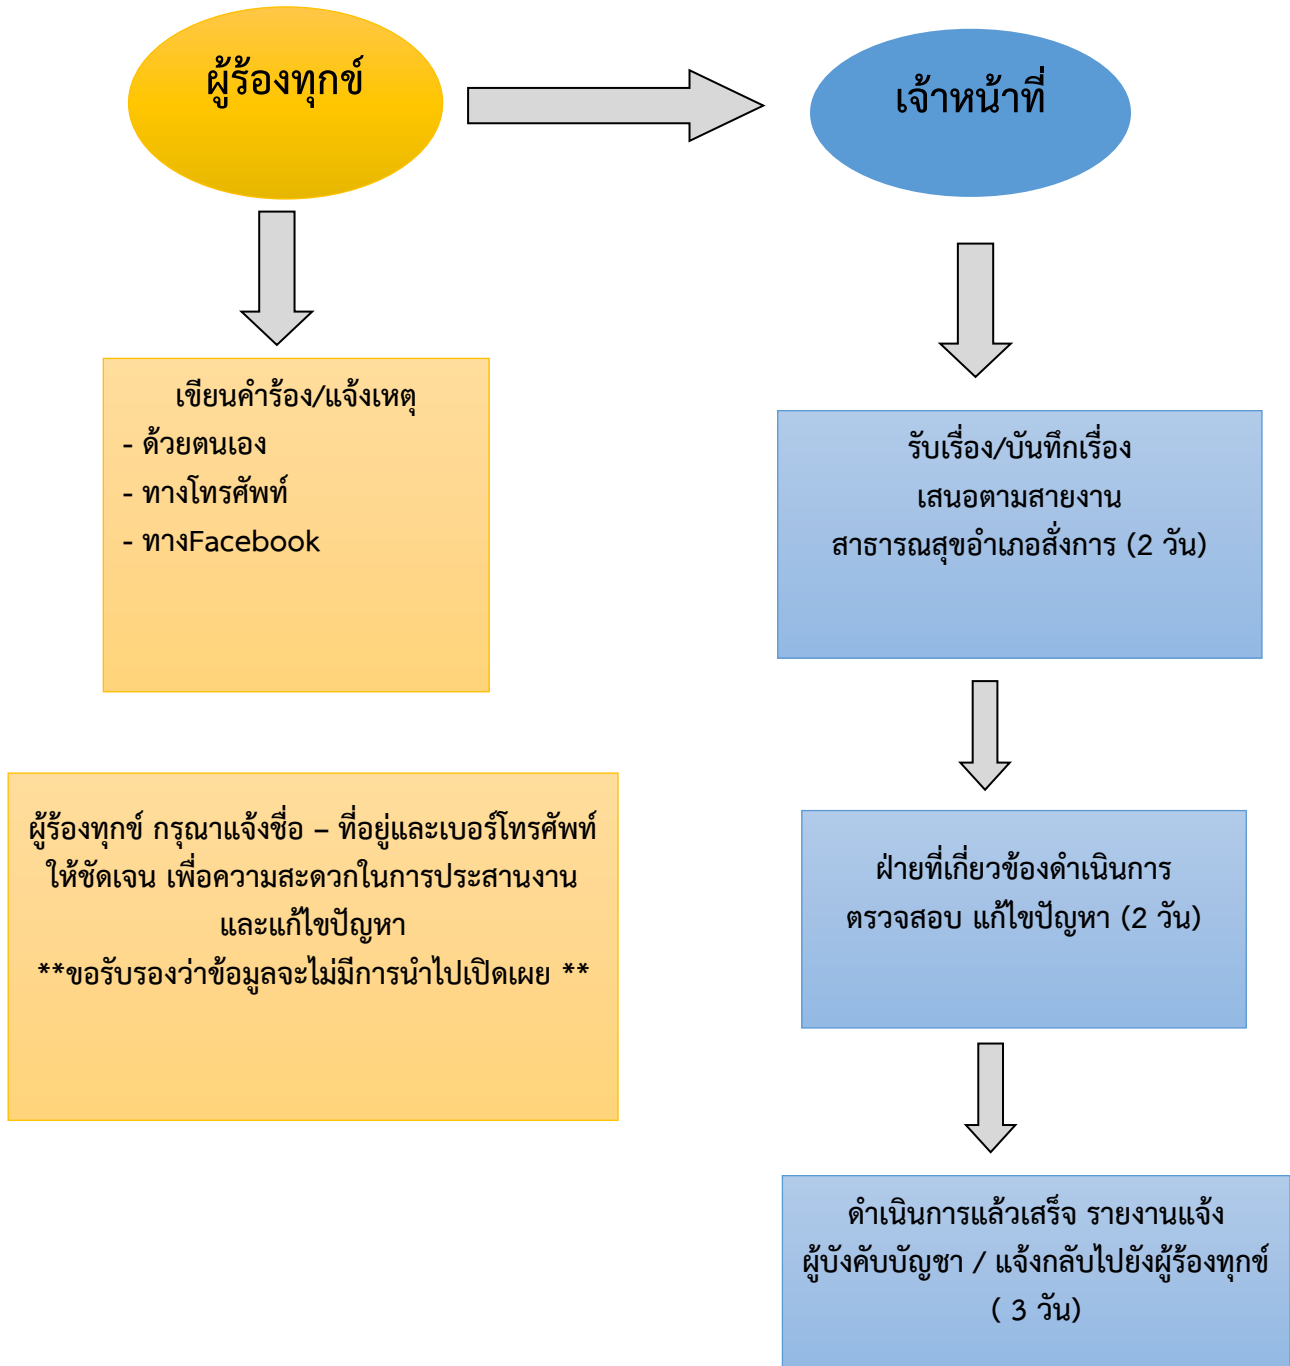 ผู้ร้องทุกข์
เจ้าหน้าที่
เขียนคำร้อง/แจ้งเหตุ
- ด้วยตนเอง
- ทางโทรศัพท์
- ทางFacebook
รับเรื่อง/บันทึกเรื่อง
เสนอตามสายงาน
สาธารณสุขอำเภอสั่งการ (2 วัน)
ผู้ร้องทุกข์ กรุณาแจ้งชื่อ – ที่อยู่และเบอร์โทรศัพท์
ให้ชัดเจน เพื่อความสะดวกในการประสานงาน
และแก้ไขปัญหา
**ขอรับรองว่าข้อมูลจะไม่มีการนำไปเปิดเผย **
ฝ่ายที่เกี่ยวข้องดำเนินการ
ตรวจสอบ แก้ไขปัญหา (2 วัน)
ดำเนินการแล้วเสร็จ รายงานแจ้ง
ผู้บังคับบัญชา / แจ้งกลับไปยังผู้ร้องทุกข์
( 3 วัน)